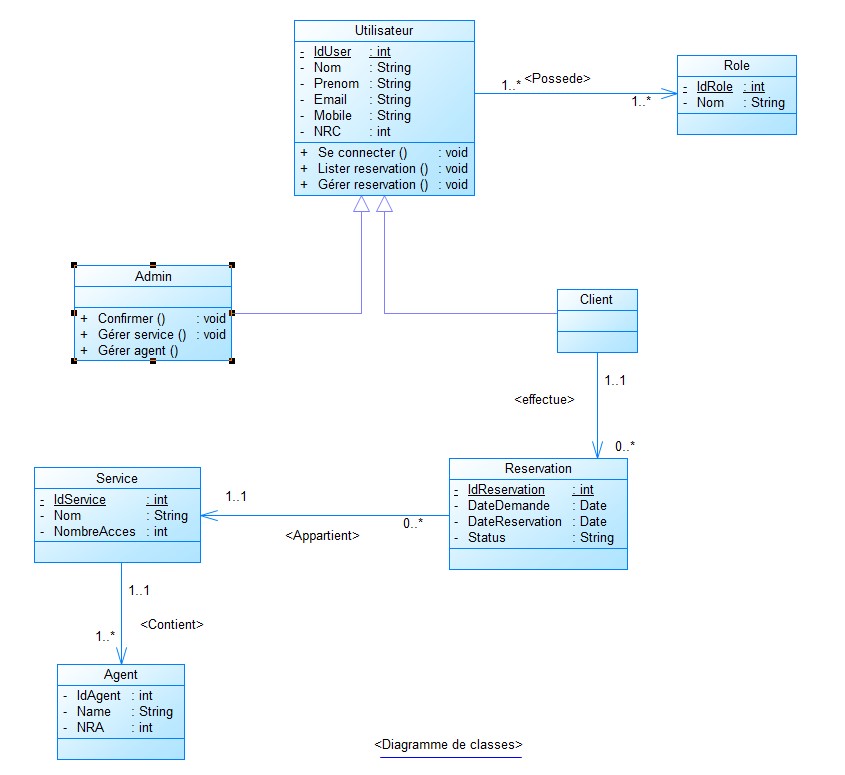 Utilisateur
- IdUser : int
- Nom : String
- Prenom : String
- Email : String
- Mobile : String
- NRC : int
+ Se connecter () : void
+ Lister reservation () : void
+ Gérer reservation () : void
1..* <Possede>
1..*
Role
- IdRole : int
- Nom : String
Admin
+ Confirmer () : void
+ Gérer service () : void
+ Gérer agent ()
Client
1..1
<effectue>
0..*
Reservation
- IdReservation : int
- DateDemande : Date
- DateReservation : Date
- Status : String
Service
- IdService : int
- Nom : String
- NombreAcces : int
1..1
0..*
<Appartient>
1..1
<Contient>
1..*
Agent
- IdAgent : int
- Name : String
- NRA : int
<Diagramme de classes>